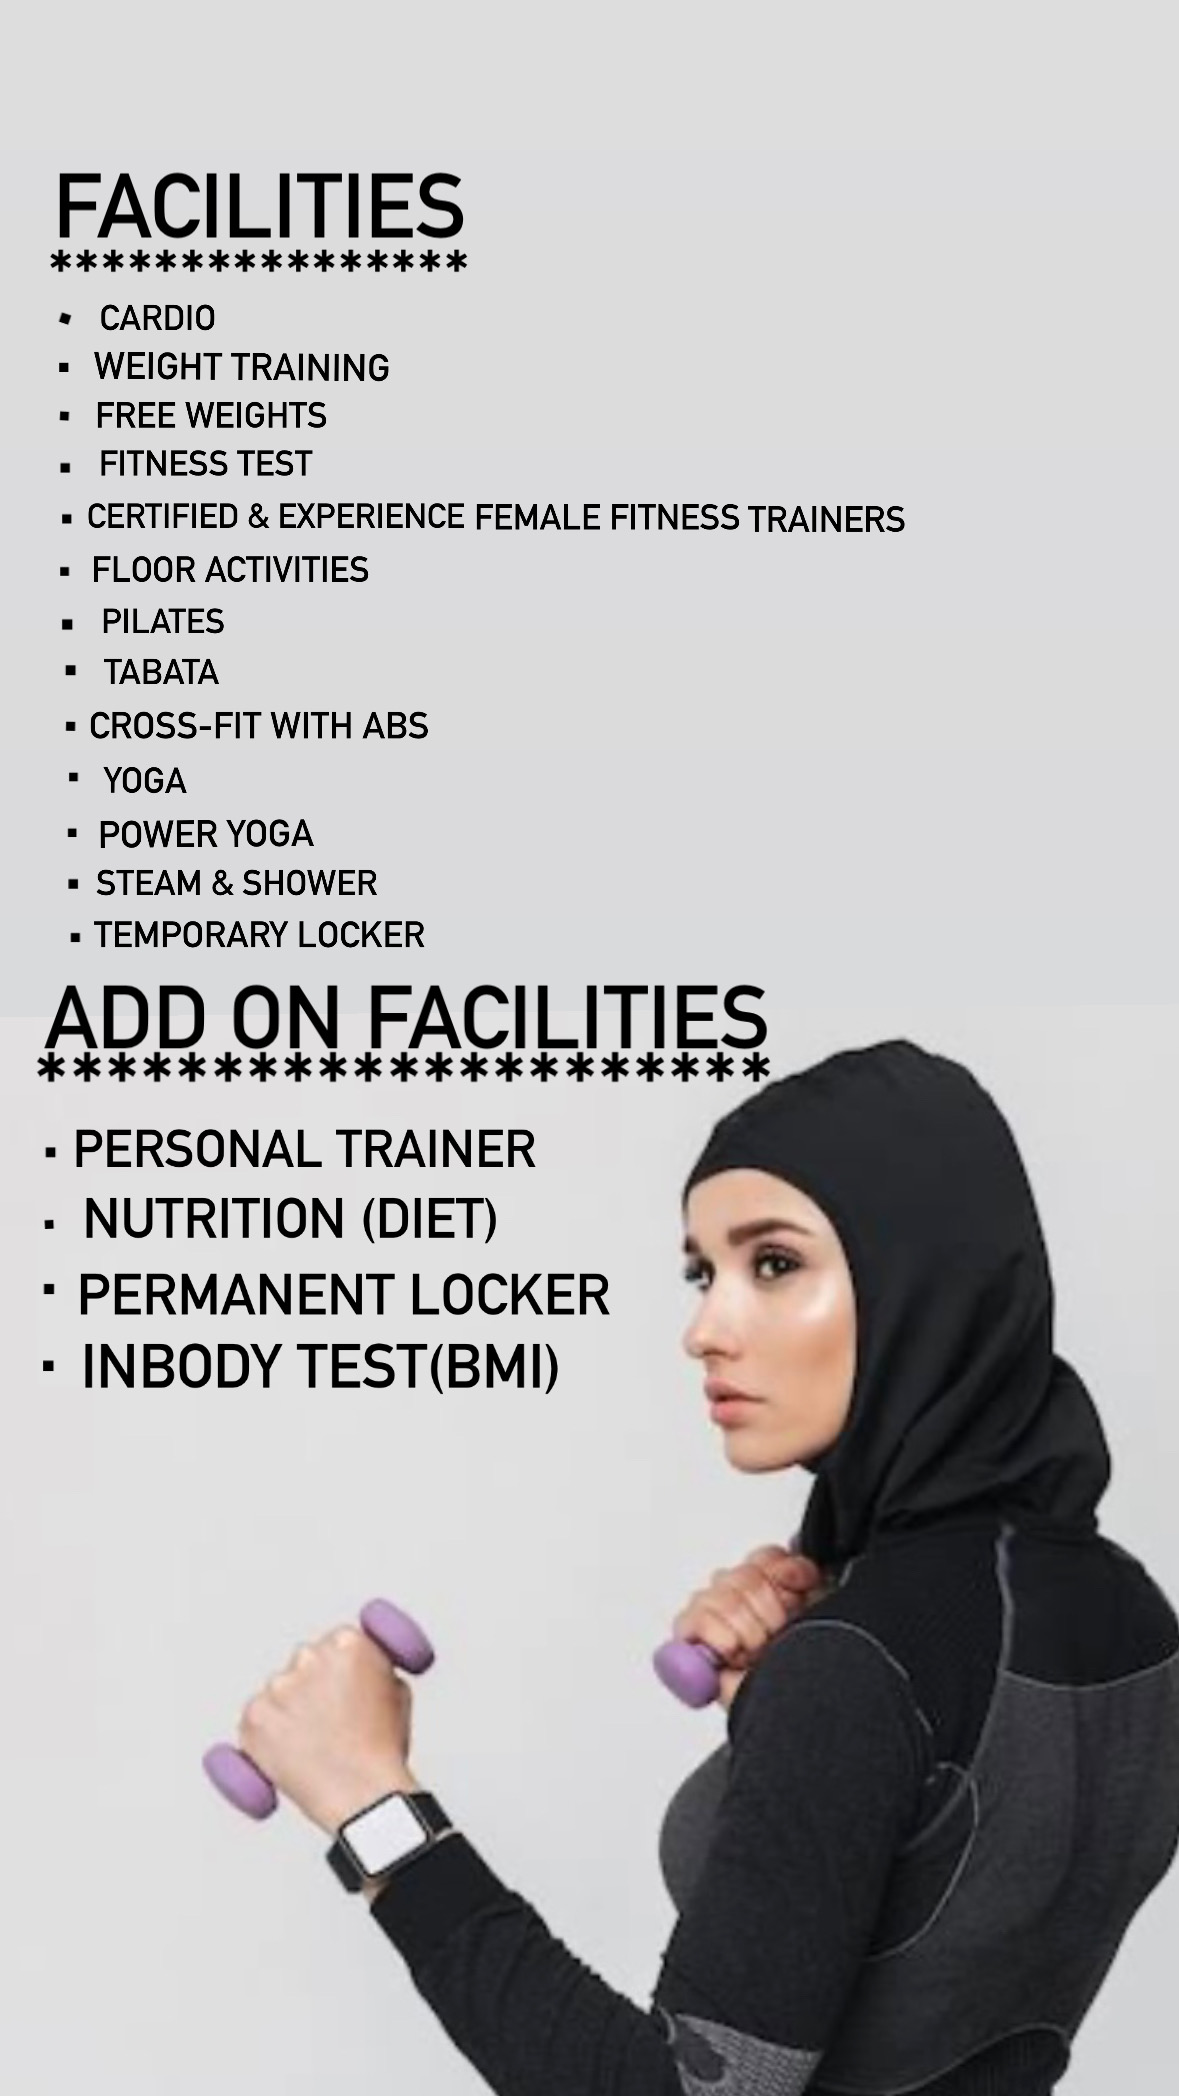 FACILITIES
****************
▪ CARDIO
▪ WEIGHT TRAINING
▪ FREE WEIGHTS
▪ FITNESS TEST
▪ CERTIFIED & EXPERIENCE FEMALE FITNESS TRAINERS
▪ FLOOR ACTIVITIES
▪ PILATES
▪ TABATA
▪ CROSS-FIT WITH ABS
▪ YOGA
▪ POWER YOGA
▪ STEAM & SHOWER
▪ TEMPORARY LOCKER
ADD ON FACILITIES
*********************
▪ PERSONAL TRAINER
▪ NUTRITION (DIET)
▪ PERMANENT LOCKER
▪ INBODY TEST(BMI)